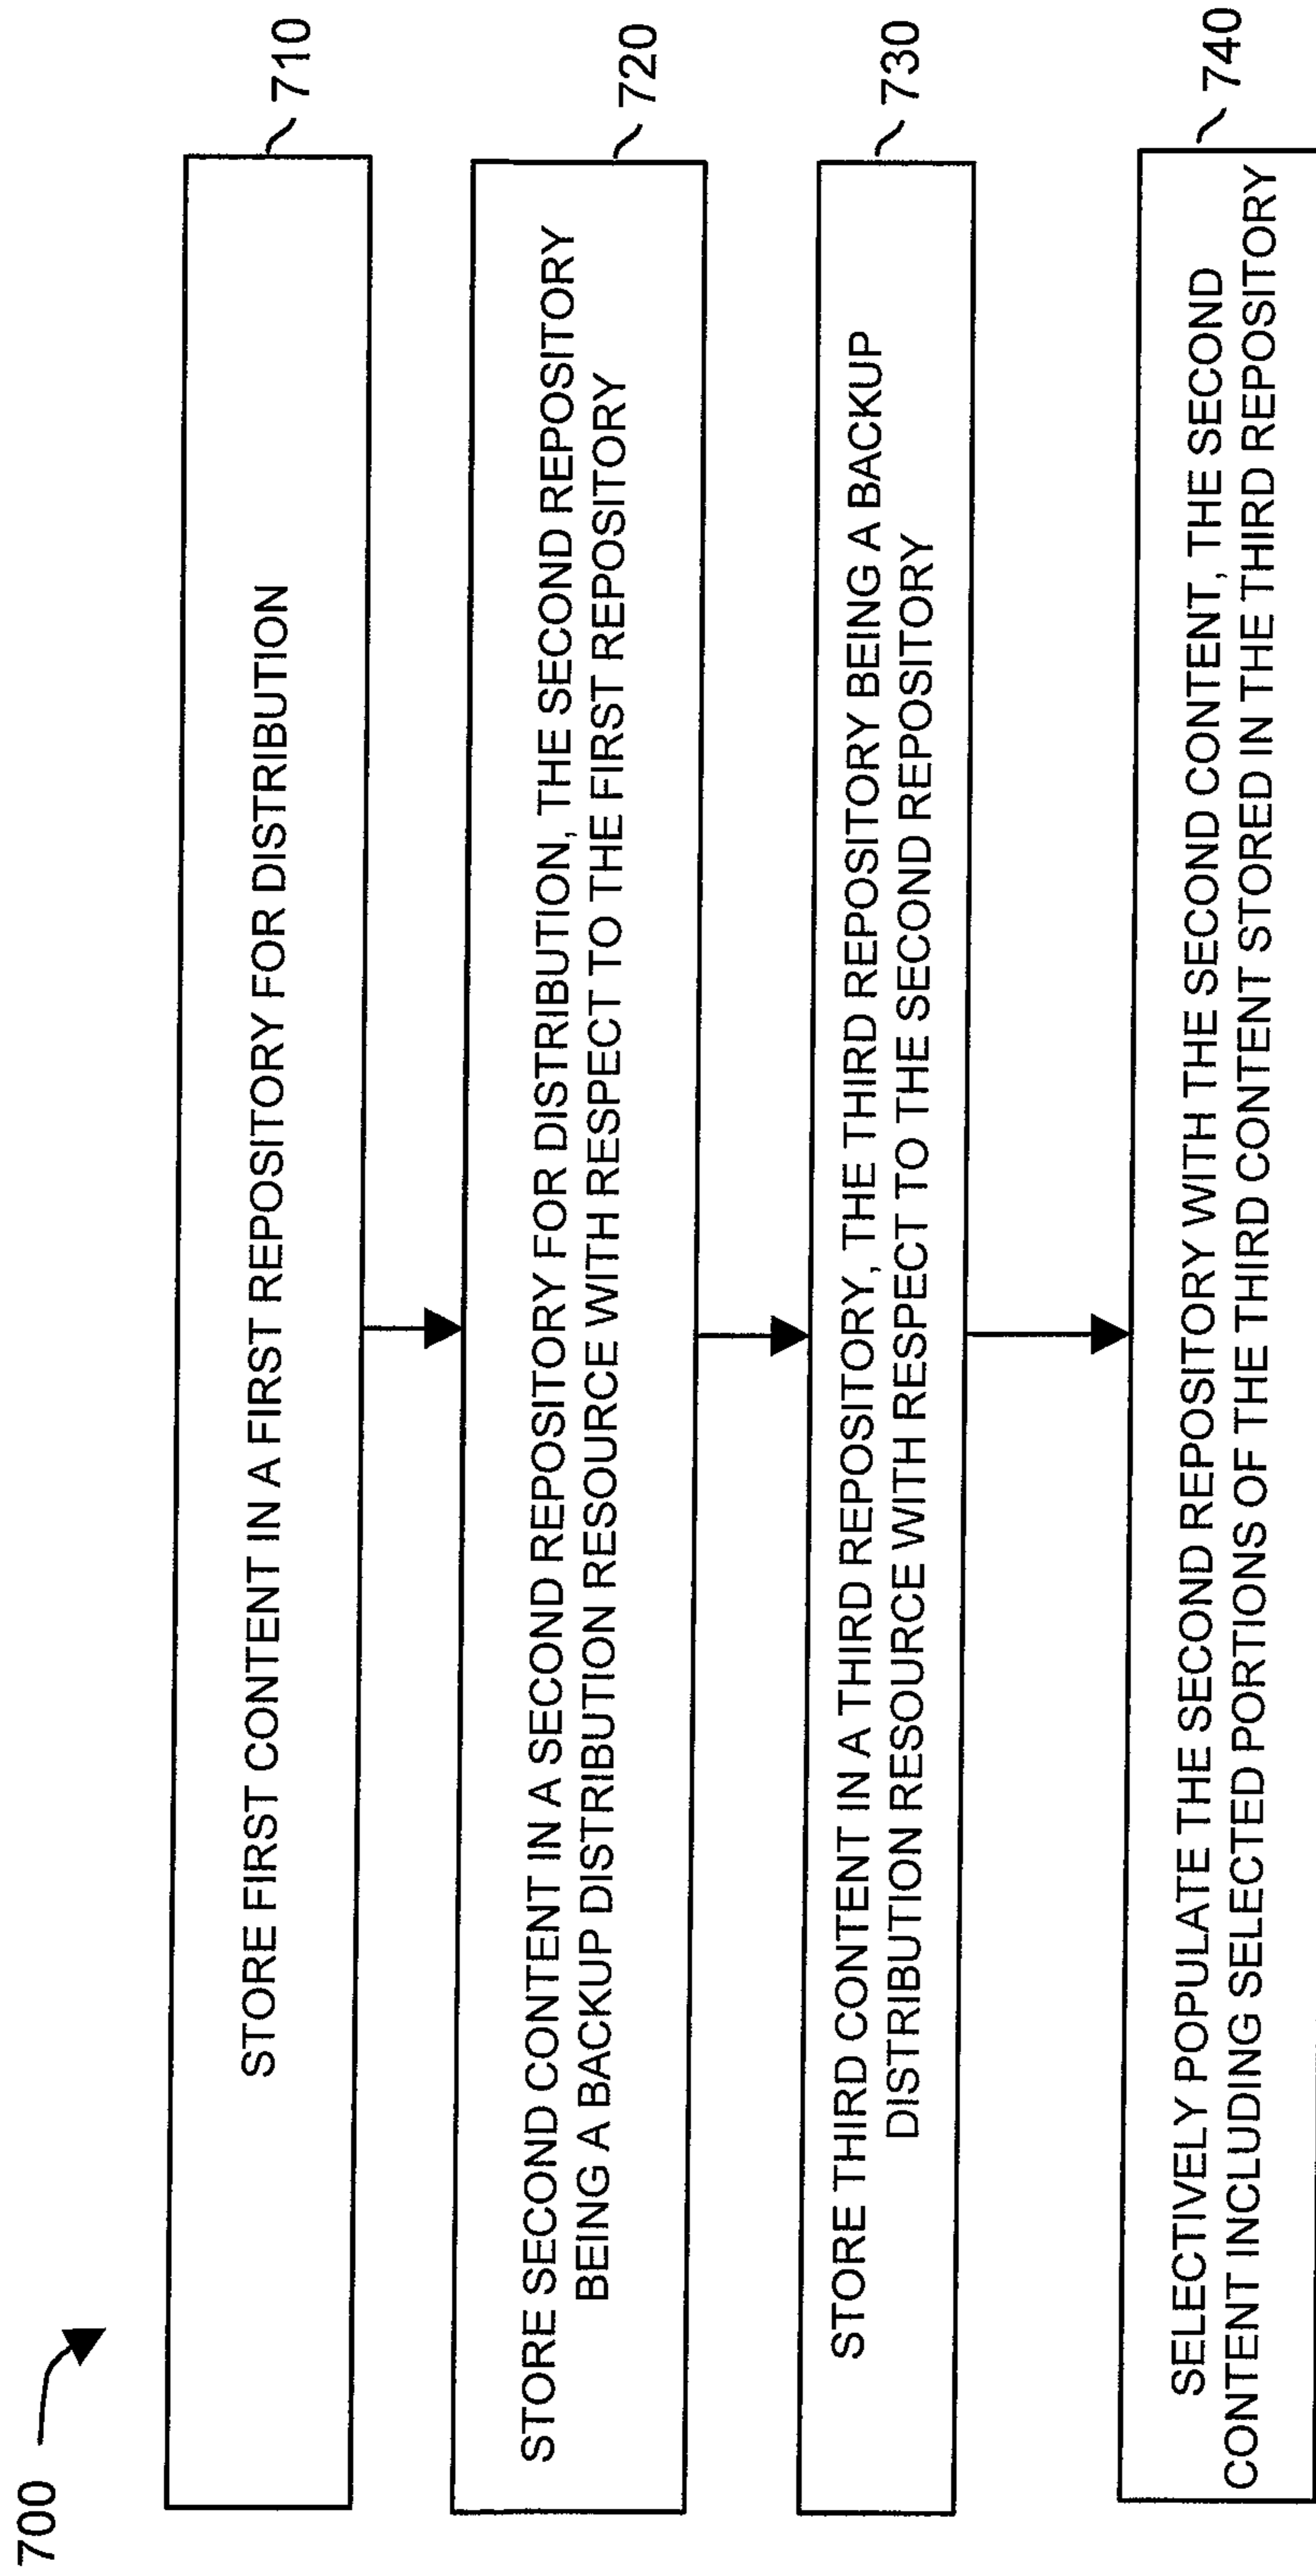 700
STORE FIRST CONTENT IN A FIRST REPOSITORY FOR DISTRIBUTION
710
STORE SECOND CONTENT IN A SECOND REPOSITORY FOR DISTRIBUTION, THE SECOND REPOSITORY
BEING A BACKUP DISTRIBUTION RESOURCE WITH RESPECT TO THE FIRST REPOSITORY
720
STORE THIRD CONTENT IN A THIRD REPOSITORY, THE THIRD REPOSITORY BEING A BACKUP
DISTRIBUTION RESOURCE WITH RESPECT TO THE SECOND REPOSITORY
730
SELECTIVELY POPULATE THE SECOND REPOSITORY WITH THE SECOND CONTENT, THE SECOND
CONTENT INCLUDING SELECTED PORTIONS OF THE THIRD CONTENT STORED IN THE THIRD REPOSITORY
740